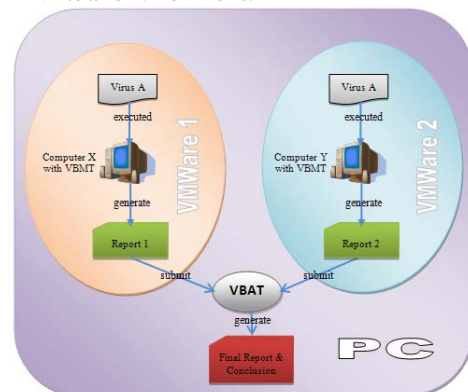 Virus A
executed
Computer X
with VBMT
generate
Report 1
submit
VMWare 1
Virus A
executed
Computer Y
with VBMT
generate
Report 2
submit
VMWare 2
VBAT
generate
Final Report &
Conclusion
PC